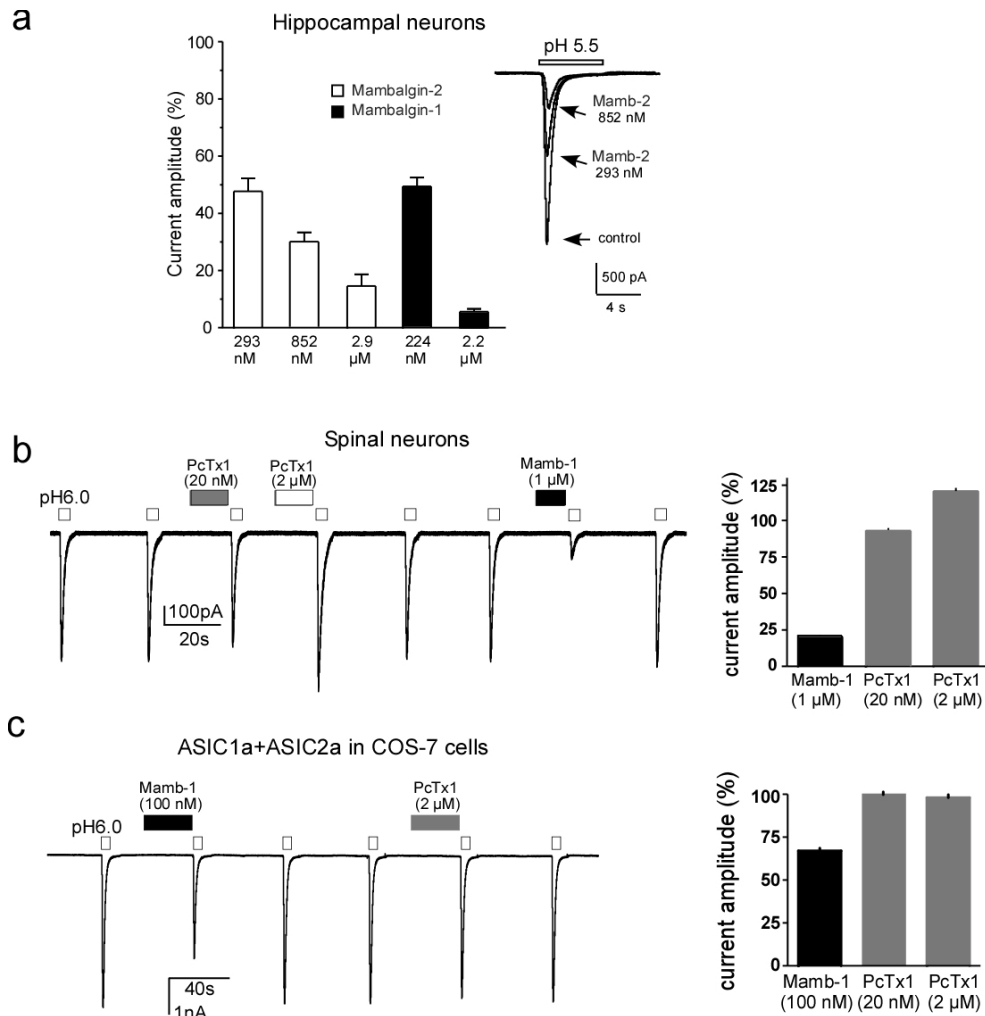 a
Hippocampal neurons
Current amplitude (%)
100
80
60
40
20
0
Mambalgin-2
Mambalgin-1
293
nM
852
nM
2.9
µM
224
nM
2.2
µM
pH 5.5
Mamb-2
852 nM
Mamb-2
293 nM
control
500 pA
4 s
b
Spinal neurons
pH6.0
PcTx1
(20 nM)
PcTx1
(2 µM)
Mamb-1
(1 µM)
100pA
20s
current amplitude (%)
125
100
75
50
25
0
Mamb-1
(1 µM)
PcTx1
(20 nM)
PcTx1
(2 µM)
c
ASIC1a+ASIC2a in COS-7 cells
pH6.0
Mamb-1
(100 nM)
PcTx1
(2 µM)
40s
1nA
current amplitude (%)
100
75
50
25
0
Mamb-1
(100 nM)
PcTx1
(20 nM)
PcTx1
(2 µM)